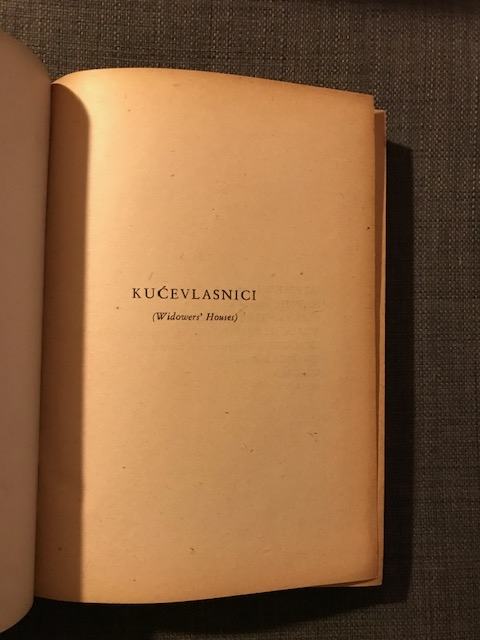 KUĆEVLASNICI
(Widowers' Houses)